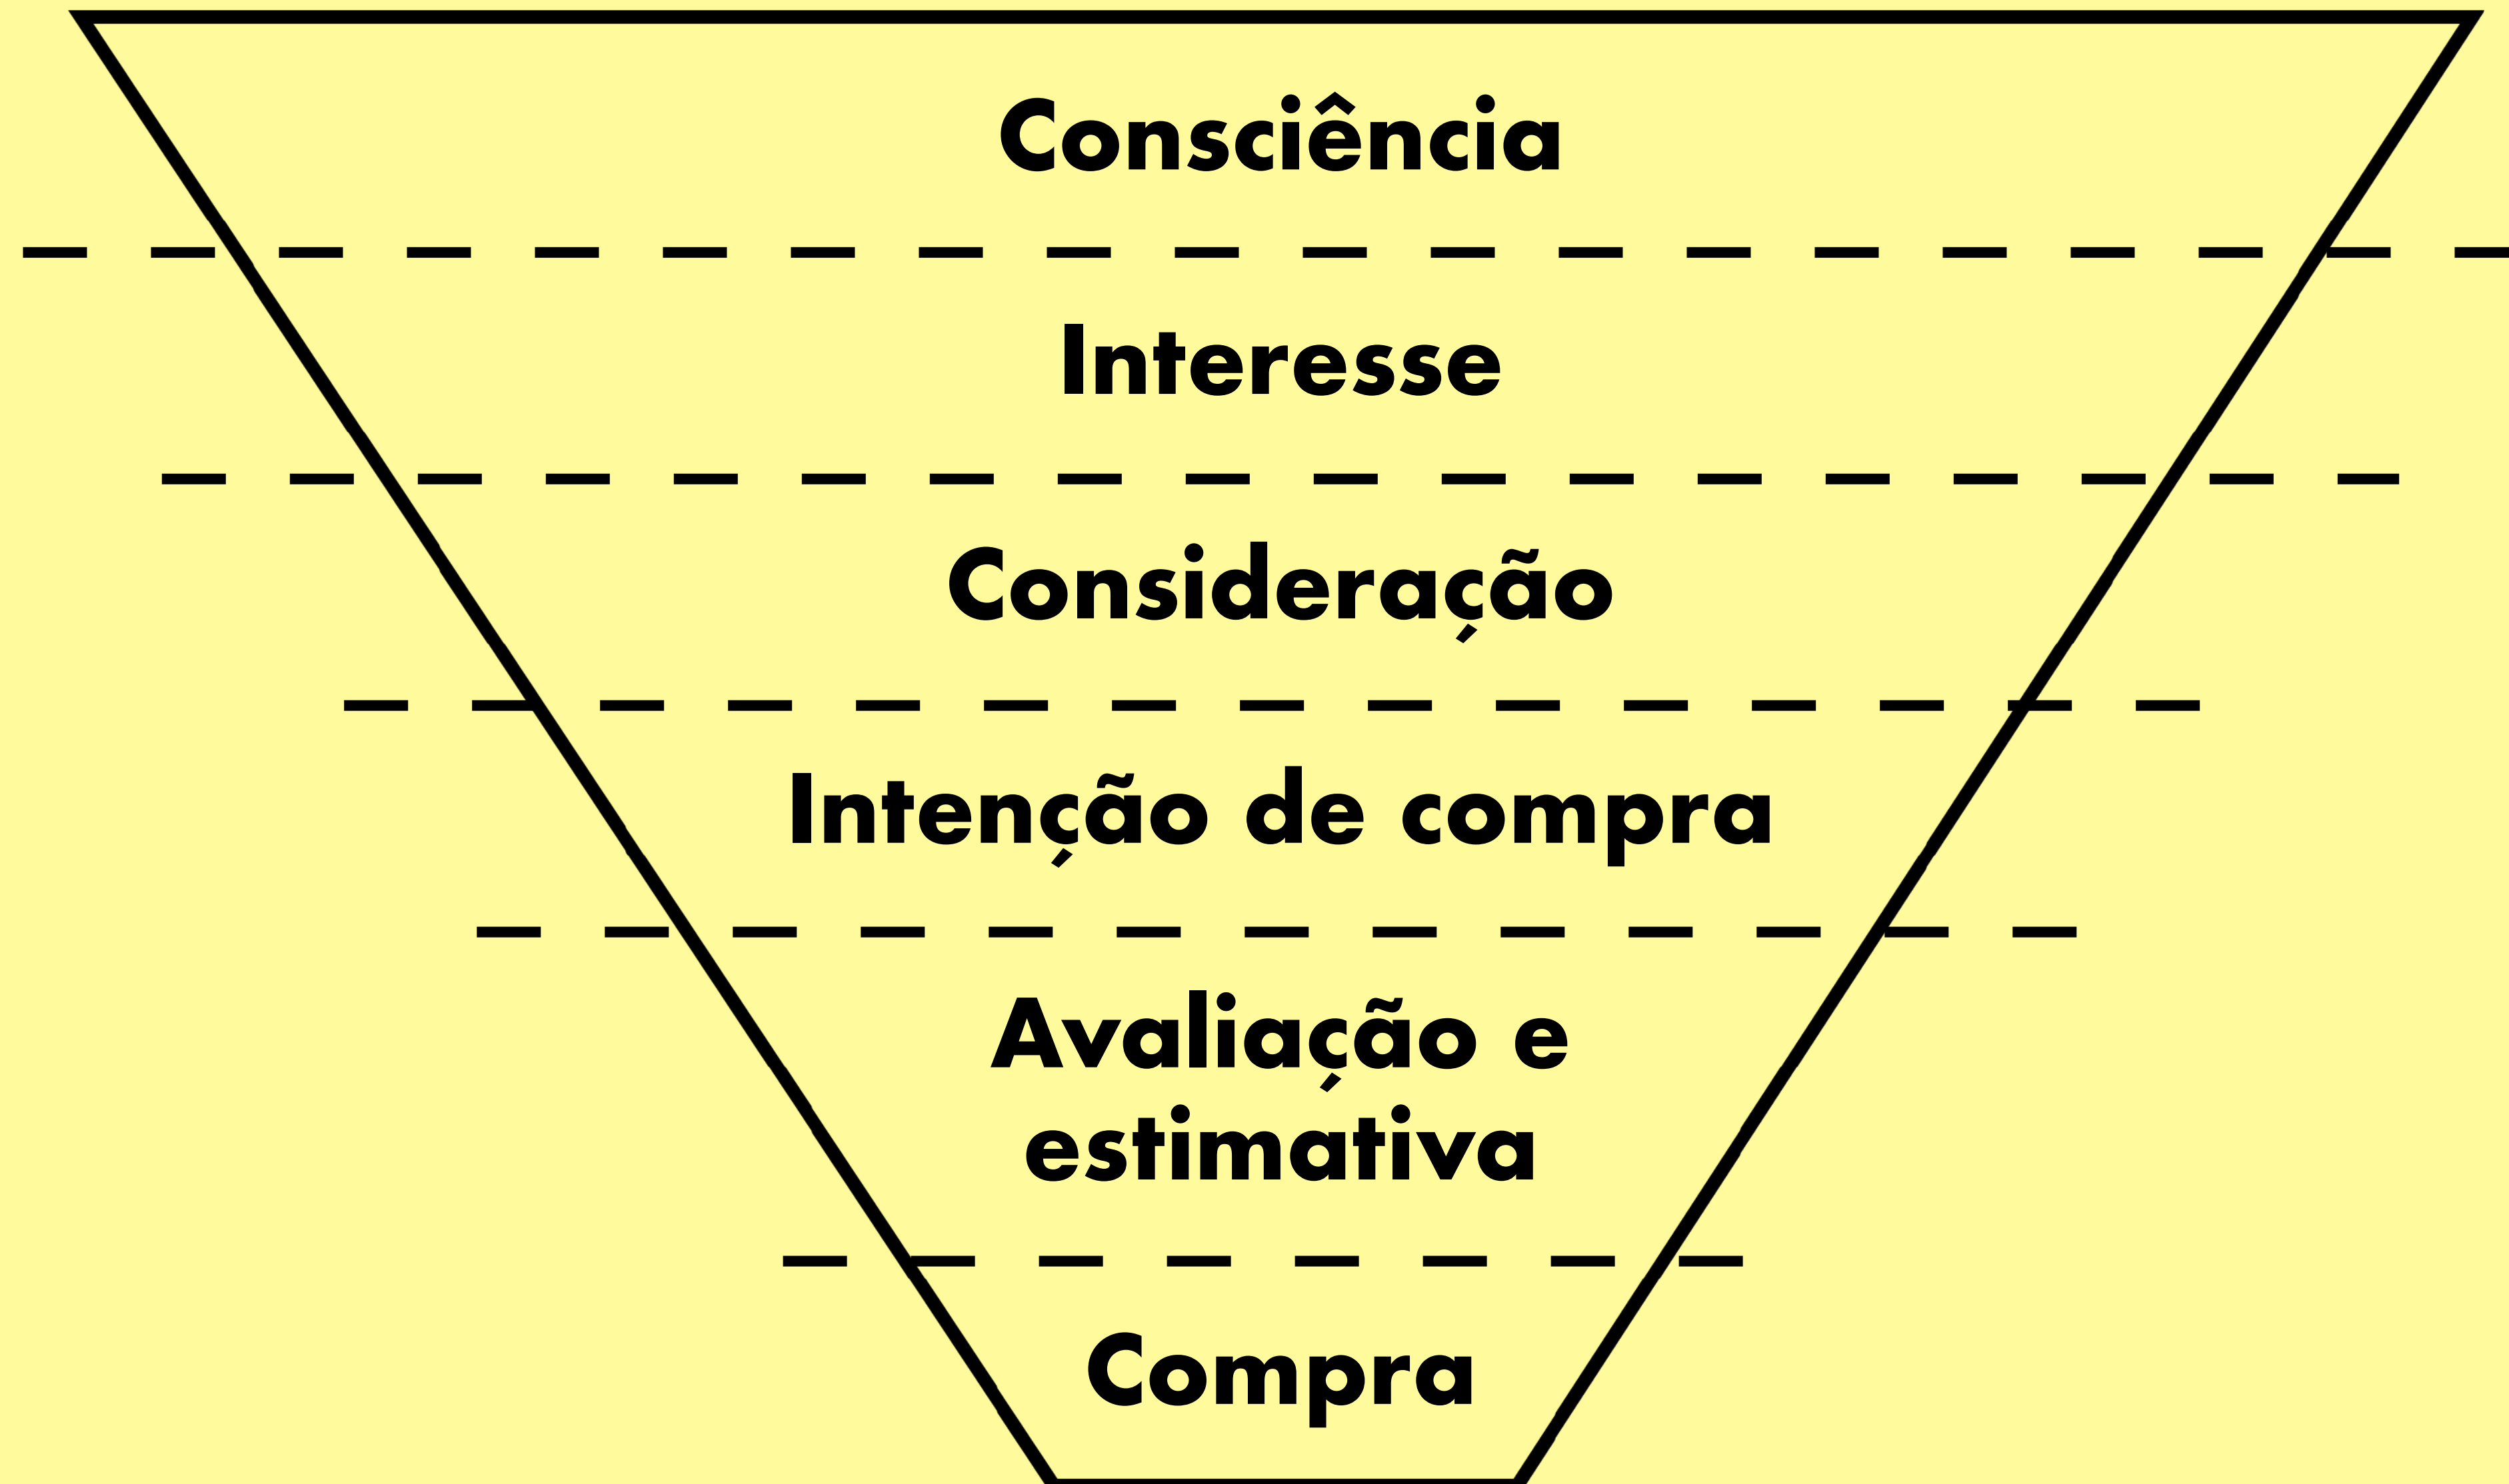 Consciência
Interesse
Consideração
Intenção de compra
Avaliação e
estimativa
Compra